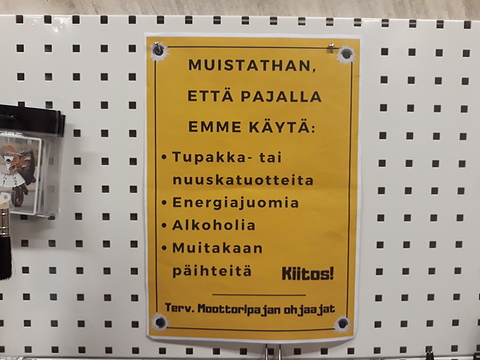 MUISTATHAN,
ETTÄ PAJALLA
EMME KÄYTÄ:
• Tupakka- tai
nuuskatuotteita
• Energiajuomia
• Alkoholia
• Muitakaan
päihteitä Kiitos!
Terv. Moottoripajan ohjaajat